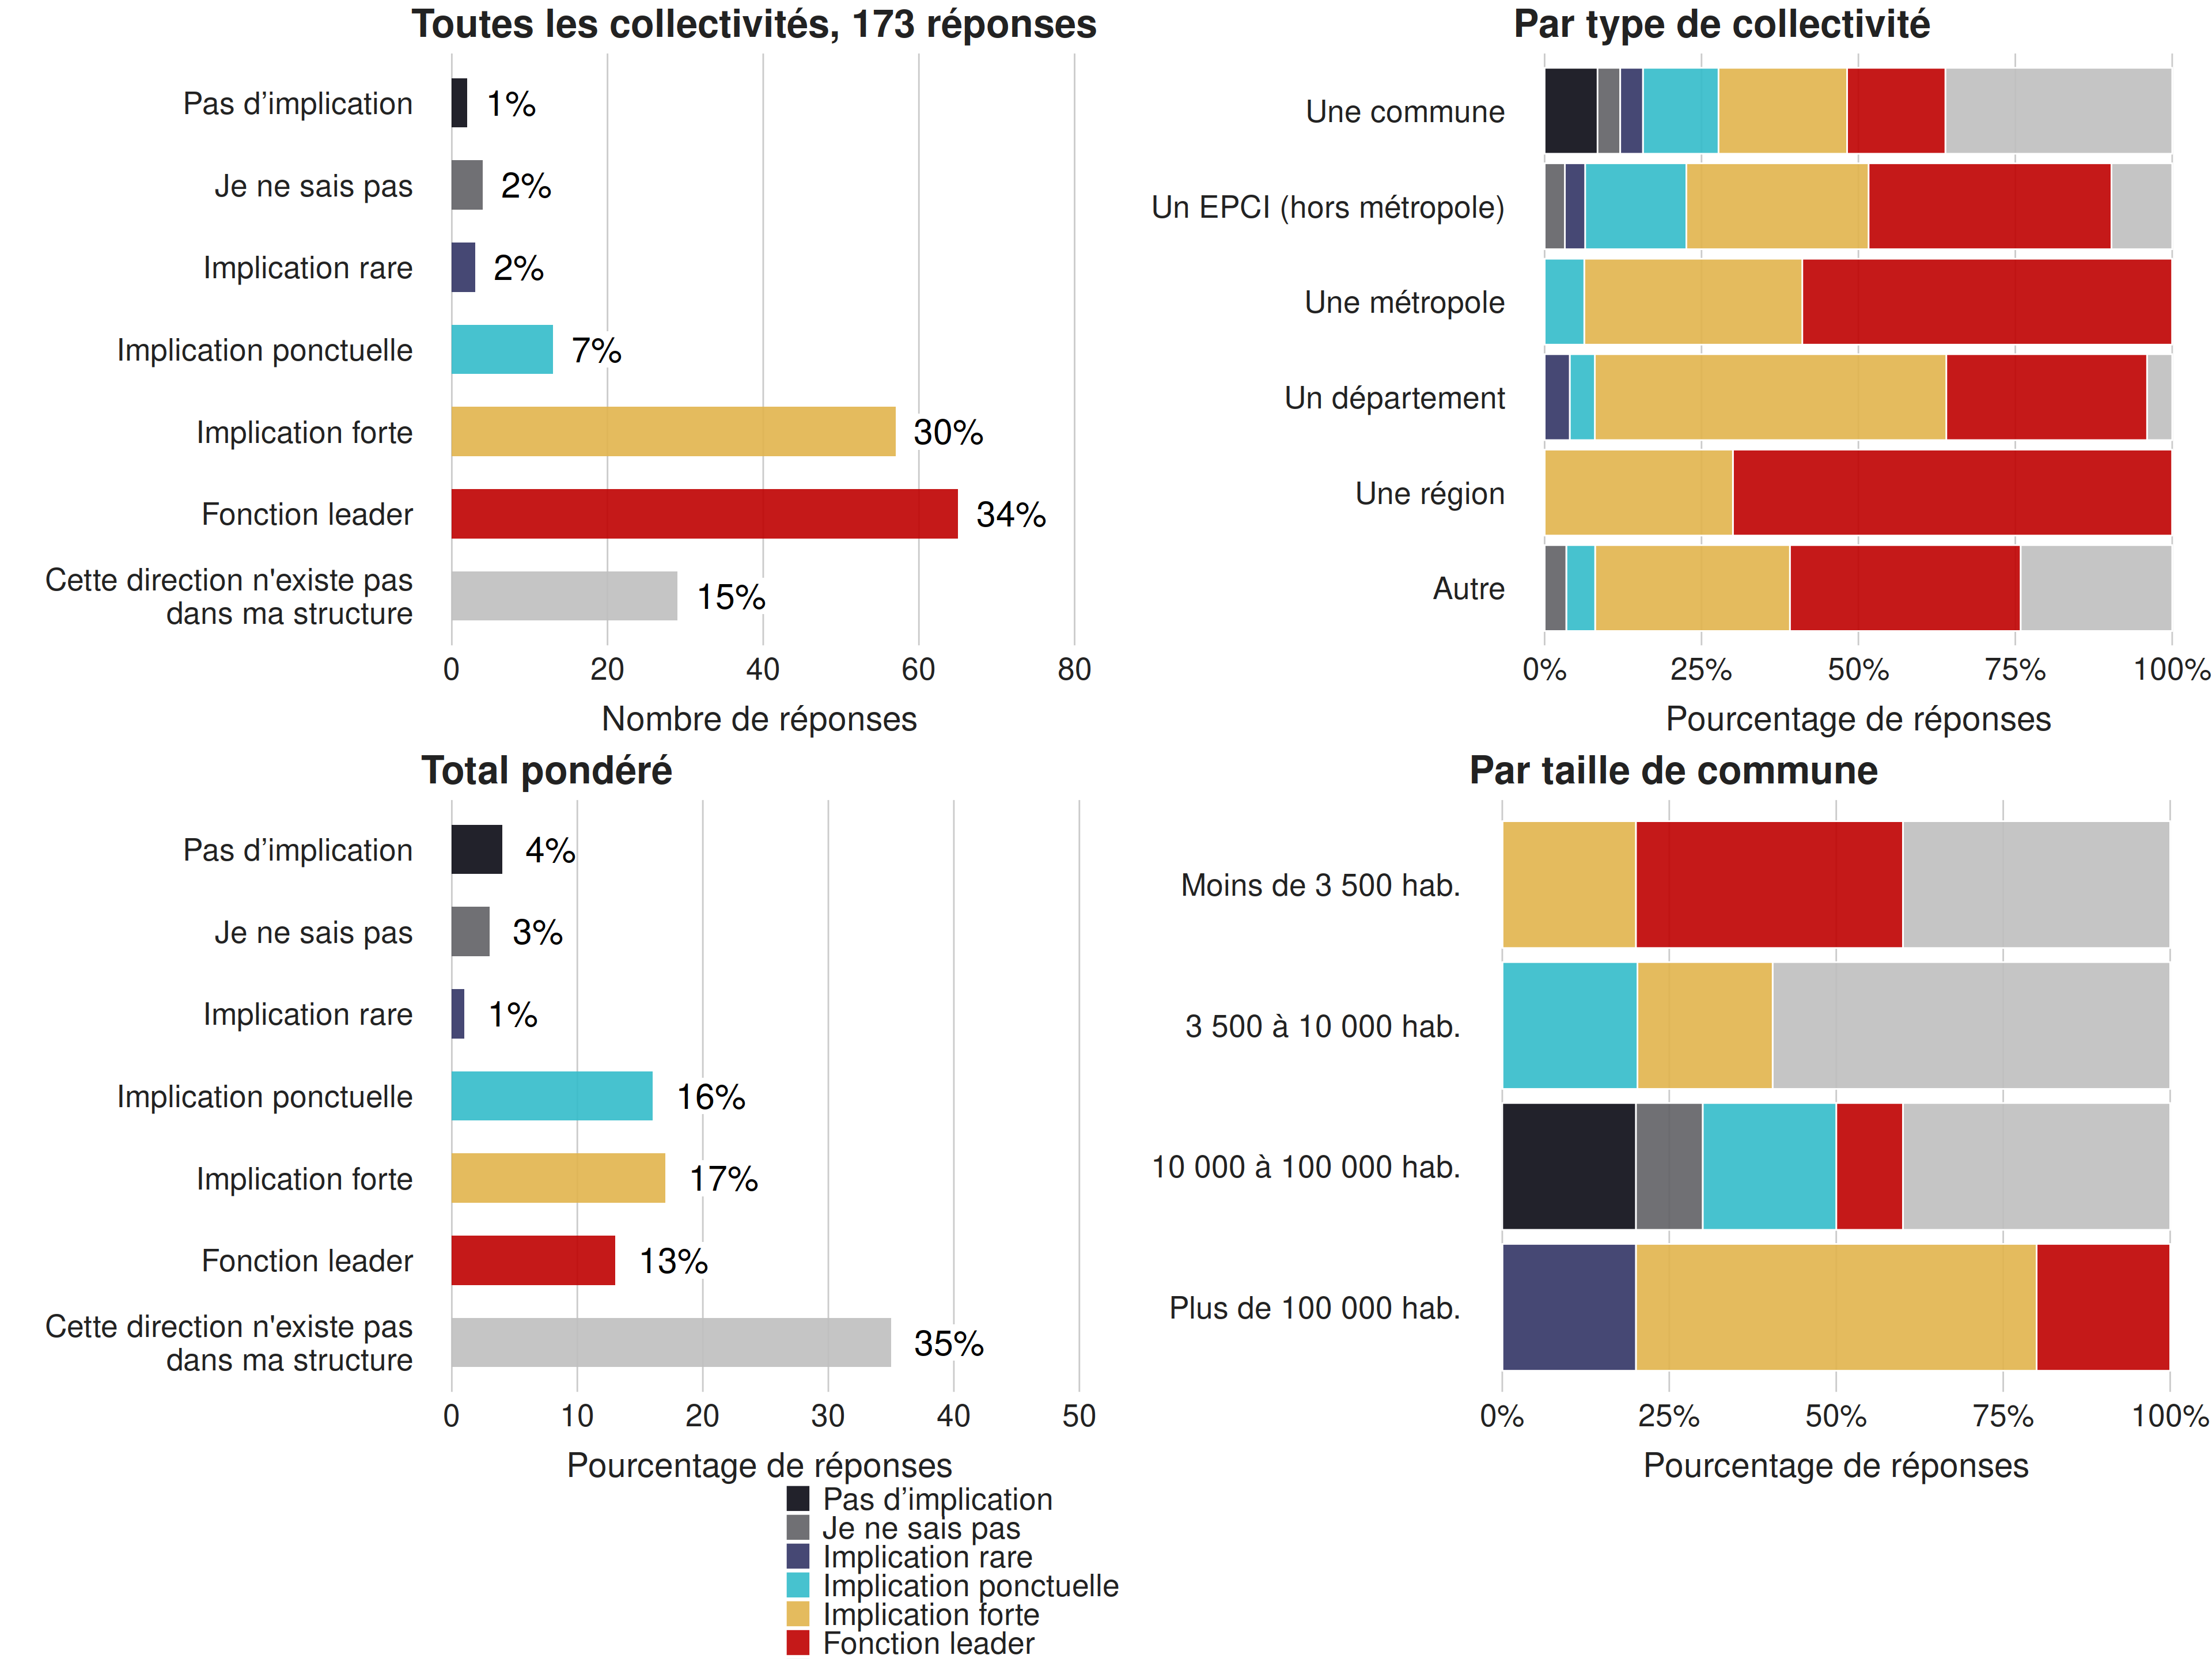 Toutes les collectivités, 173 réponses
Pas d’implication
1%
Je ne sais pas
2%
Implication rare
2%
Implication ponctuelle
7%
Implication forte
30%
Fonction leader
34%
Cette direction n'existe pas
dans ma structure
15%
0 20 40 60 80
Nombre de réponses
Par type de collectivité
Une commune
Un EPCI (hors métropole)
Une métropole
Un département
Une région
Autre
0% 25% 50% 75% 100%
Pourcentage de réponses
Total pondéré
Pas d’implication
4%
Je ne sais pas
3%
Implication rare
1%
Implication ponctuelle
16%
Implication forte
17%
Fonction leader
13%
Cette direction n'existe pas
dans ma structure
35%
0 10 20 30 40 50
Pourcentage de réponses
Par taille de commune
Moins de 3 500 hab.
3 500 à 10 000 hab.
10 000 à 100 000 hab.
Plus de 100 000 hab.
0% 25% 50% 75% 100%
Pourcentage de réponses
Pas d’implication
Je ne sais pas
Implication rare
Implication ponctuelle
Implication forte
Fonction leader